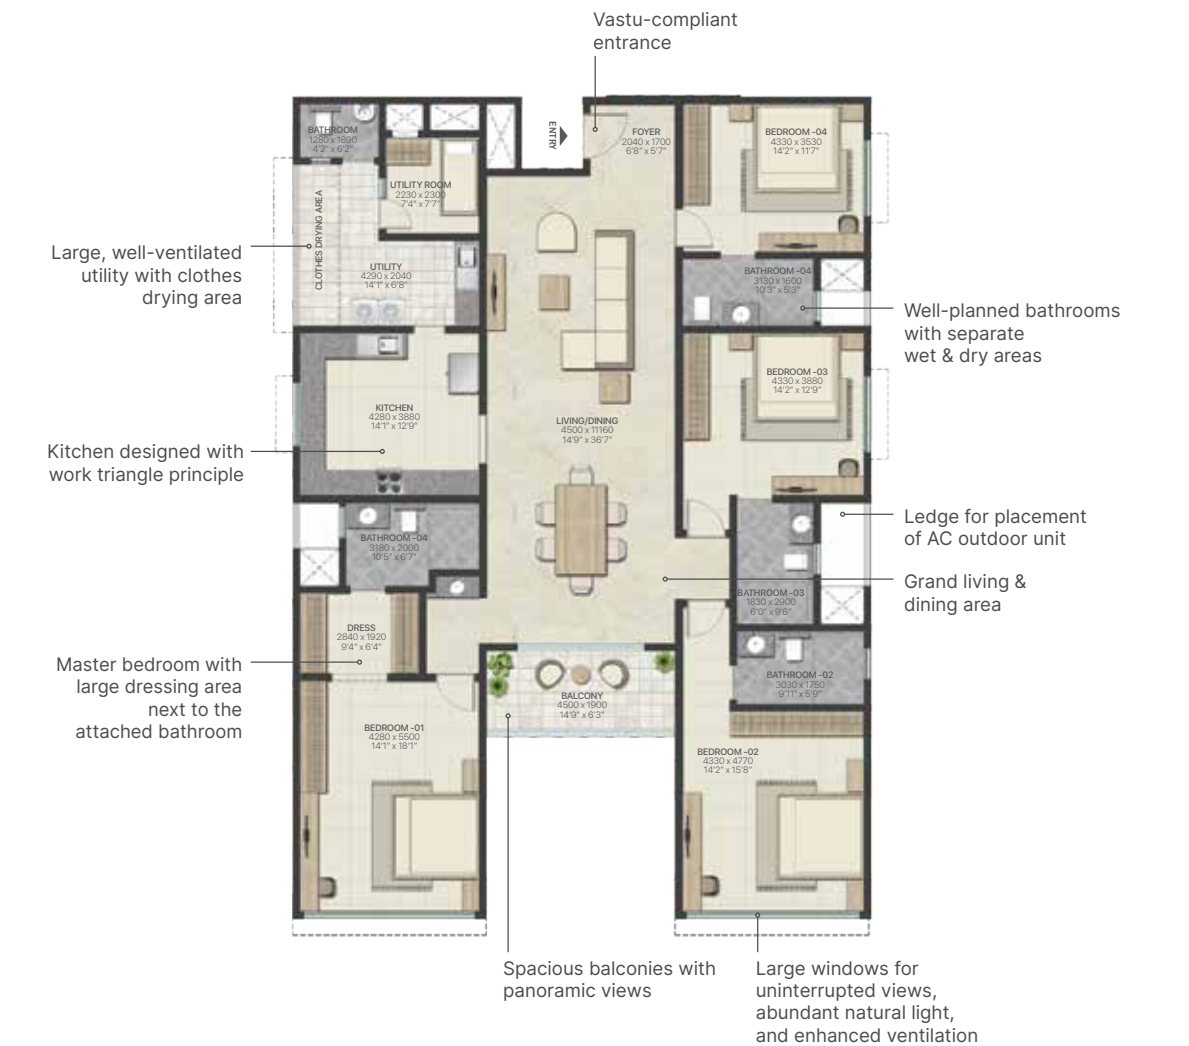 Vastu-compliant
entrance
BATHROOM
1280 x 1890
4'2" x 6'2"
UTILITY ROOM
2230 x 2300
7'4" x 7'7"
ENTRY
FOYER
2040 x 1700
6'8" x 5'7"
BEDROOM -04
4330 x 3530
14'2" x 11'7"
CLOTHES DRYING AREA
Large, well-ventilated
utility with clothes
drying area
UTILITY
4290 x 2040
14'1" x 6'8"
BATHROOM -04
3130 x 1600
10'3" x 5'3"
Well-planned bathrooms
with separate
wet & dry areas
BEDROOM -03
4330 x 3880
14'2" x 12'9"
KITCHEN
4280 x 3880
14'1" x 12'9"
LIVING/DINING
4500 x 11160
14'9" x 36'7"
Kitchen designed with
work triangle principle
Ledge for placement
of AC outdoor unit
BATHROOM -04
3180 x 2000
10'5" x 6'7"
Grand living &
dining area
BATHROOM -03
1830 x 2900
6'0" x 9'6"
DRESS
2840 x 1920
9'4" x 6'4"
Master bedroom with
large dressing area
next to the
attached bathroom
BATHROOM -02
3030 x 1750
9'11" x 5'9"
BALCONY
4500 x 1900
14'9" x 6'3"
BEDROOM -01
4280 x 5500
14'1" x 18'1"
BEDROOM -02
4330 x 4770
14'2" x 15'8"
Spacious balconies with
panoramic views
Large windows for
uninterrupted views,
abundant natural light,
and enhanced ventilation